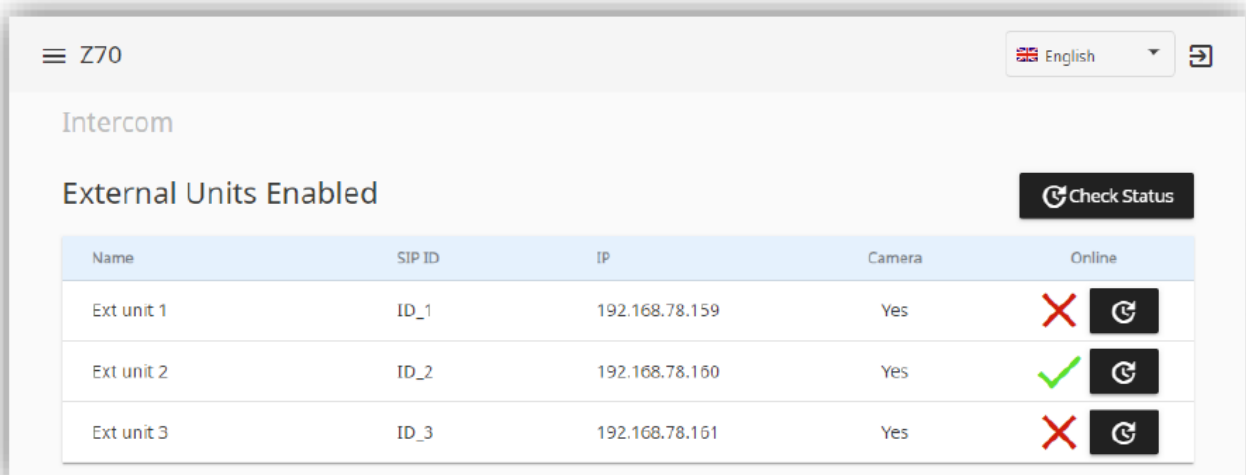 Z70
English
Intercom
External Units Enabled
Check Status
Name SIP ID IP Camera Online
Ext unit 1 ID_1 192.168.78.159 Yes
Ext unit 2 ID_2 192.168.78.160 Yes
Ext unit 3 ID_3 192.168.78.161 Yes